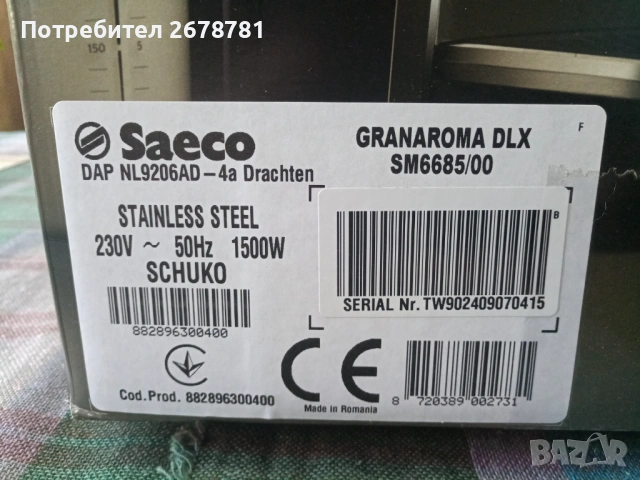 Потребител 2678781
150
5
Saeco
DAP NL9206AD-4a Drachten
GRANAROMA DLX
SM6685/00
F
STAINLESS STEEL
230V ~ 50Hz 1500W
SCHUKO
882896300400
B
SERIAL Nr. TW902409070415
Cod.Prod. 882896300400
CE
Made in Romania
8 720389 002731
bazar